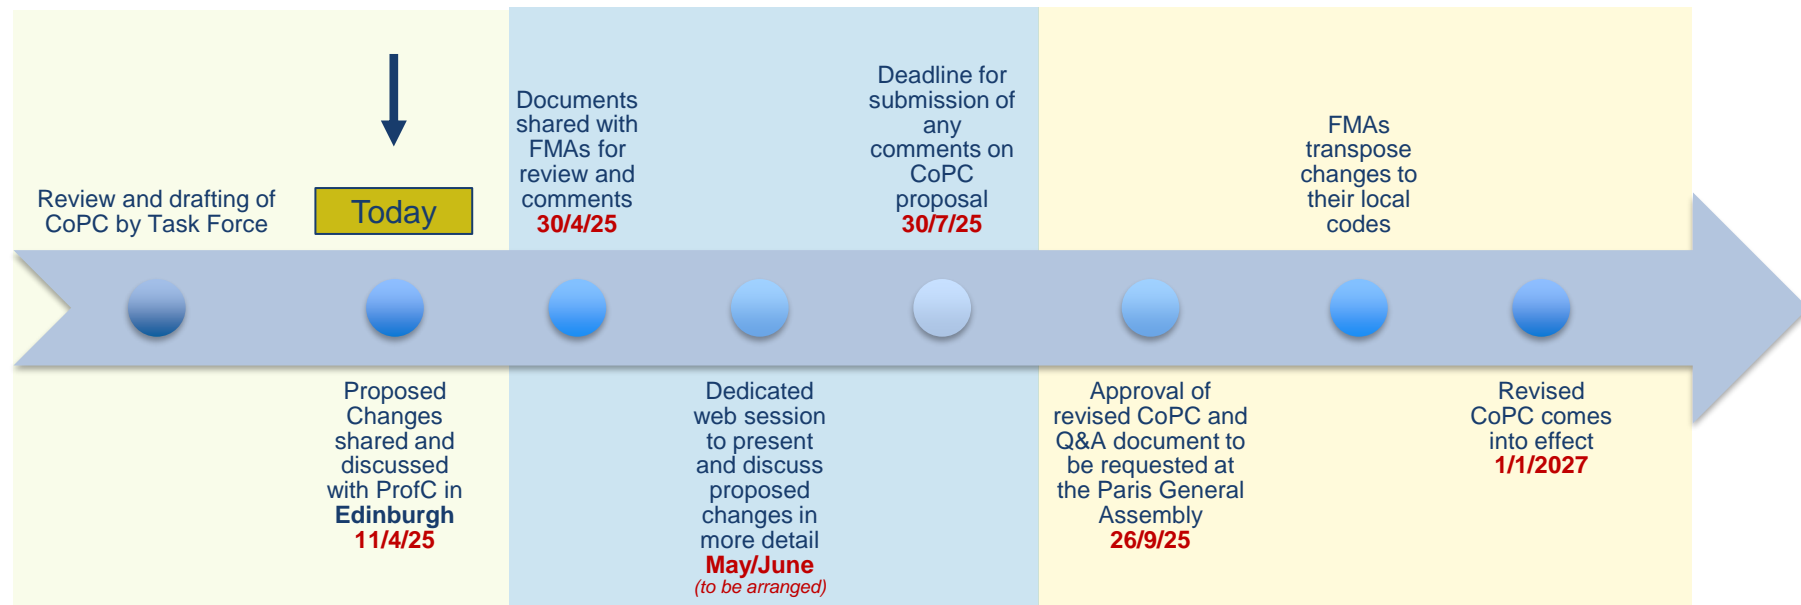 Review and drafting of
CoPC by Task Force
Today
Proposed
Changes
shared and
discussed
with ProfC in
Edinburgh
11/4/25
Documents
shared with
FMAs for
review and
comments
30/4/25
Dedicated
web session
to present
and discuss
proposed
changes in
more detail
May/June
(to be arranged)
Deadline for
submission of
any
comments on
CoPC
proposal
30/7/25
Approval of
revised CoPC and
Q&A document to
be requested at
the Paris General
Assembly
26/9/25
FMAs
transpose
changes to
their local
codes
Revised
CoPC comes
into effect
1/1/2027